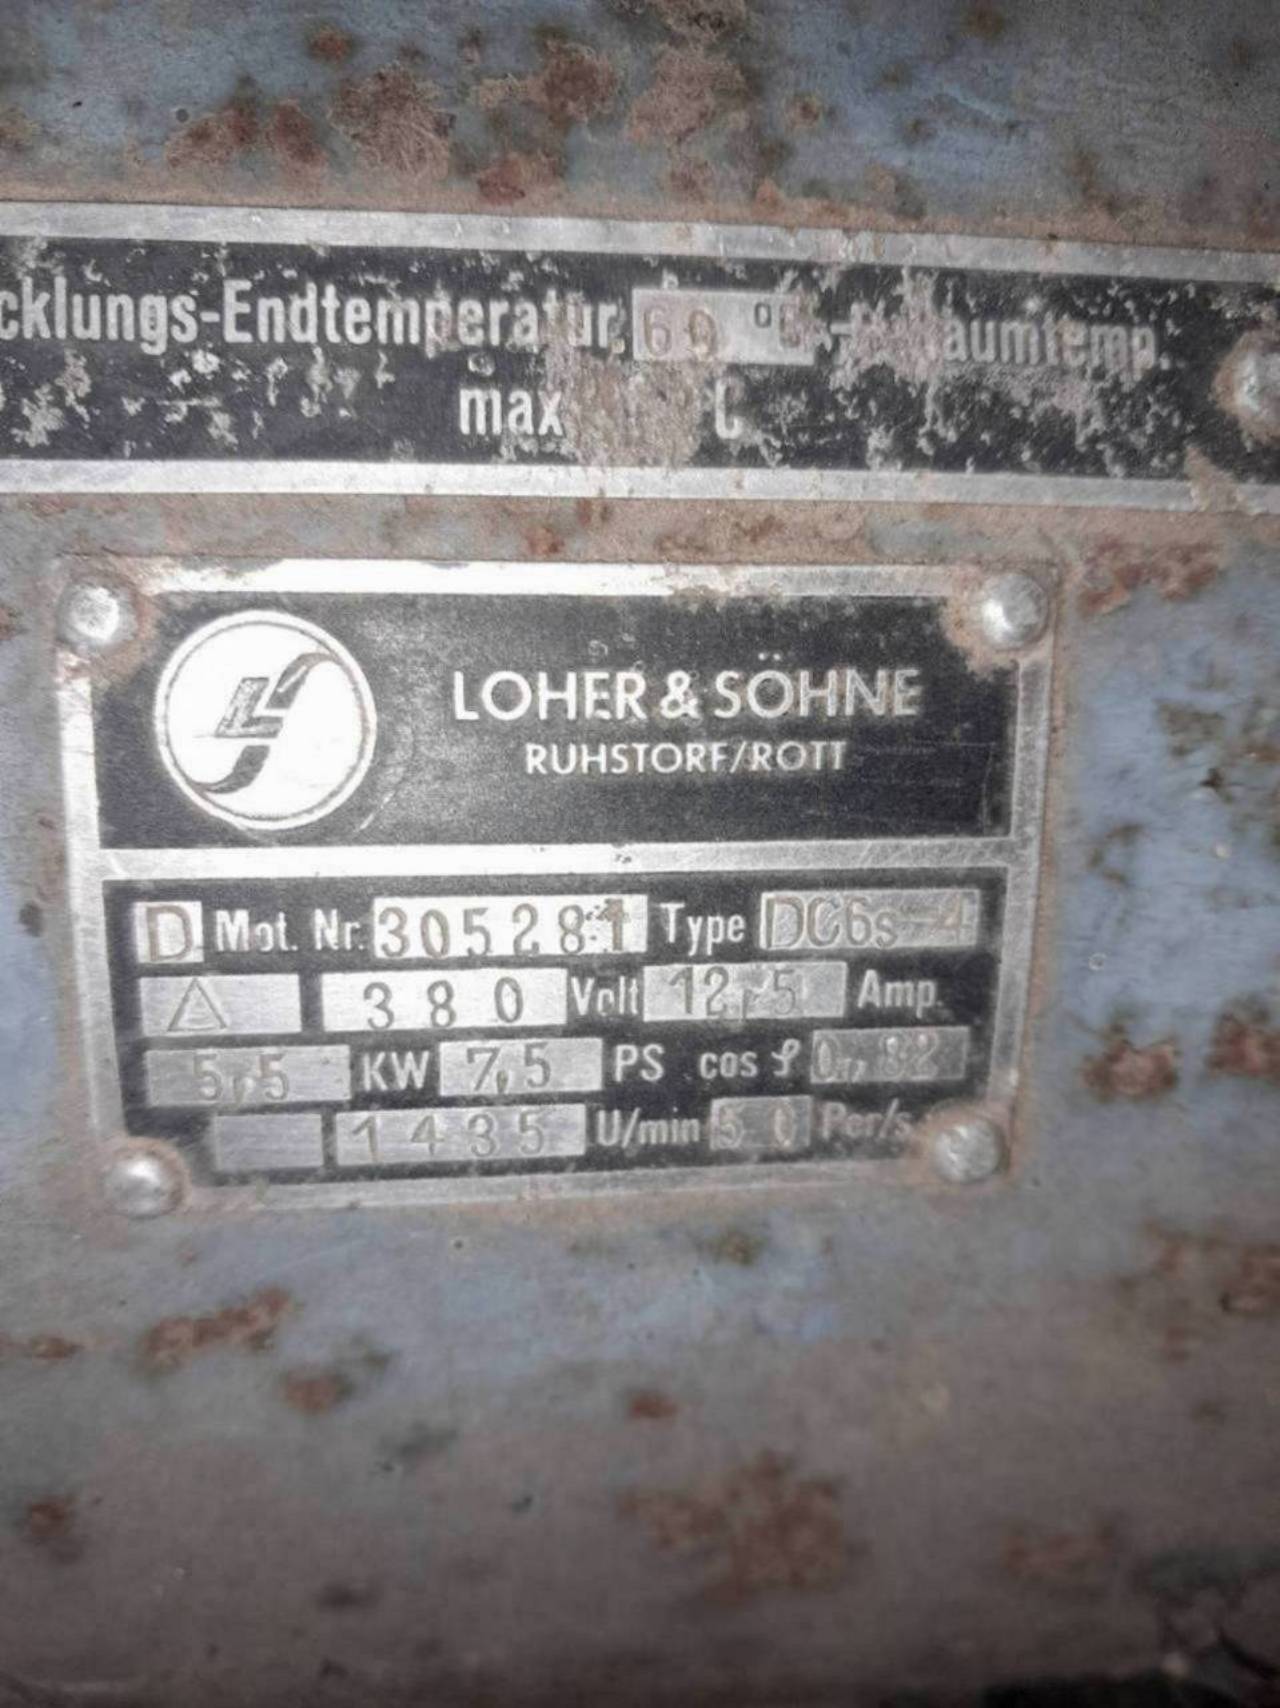 cklungs-Endtemperatur 60 °C + Raumtemp.
max C
LOHER & SÖHNE
RUHSTORF/ROTT
D Mot. Nr. 305281 Type DC6s-4
△ 380 Volt 12,5 Amp.
5,5 KW 7,5 PS cos φ 0,82
1435 U/min 50 Per/s